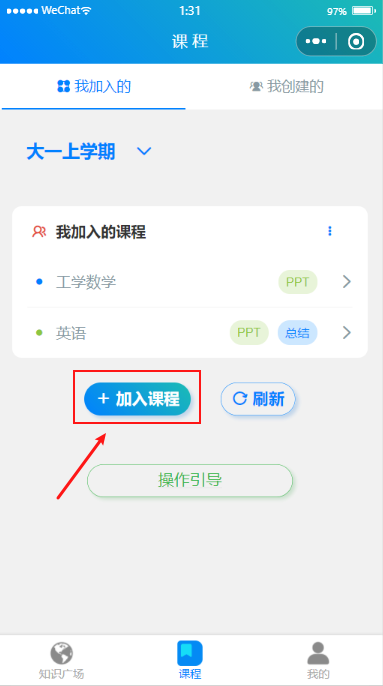 WeChat 1:31 97%
课 程
我加入的 我创建的
大一上学期
我加入的课程
工学数学 PPT
英语 PPT 总结
+ 加入课程 刷新
操作引导
知识广场 课程 我的